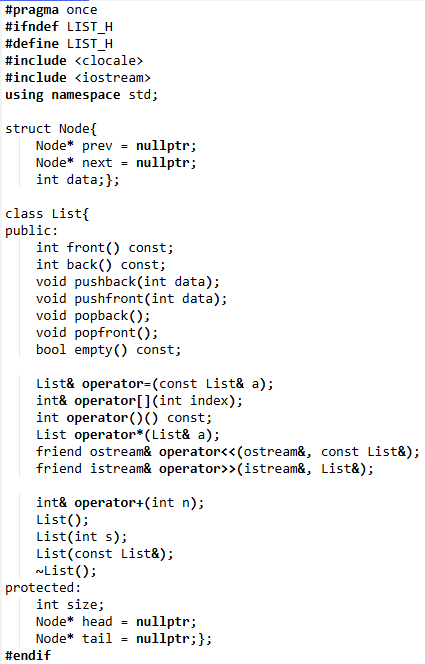 #pragma once
#ifndef LIST_H
#define LIST_H
#include <clocale>
#include <iostream>
using namespace std;

struct Node{
    Node* prev = nullptr;
    Node* next = nullptr;
    int data;};

class List{
public:
    int front() const;
    int back() const;
    void pushback(int data);
    void pushfront(int data);
    void popback();
    void popfront();
    bool empty() const;

    List& operator=(const List& a);
    int& operator[](int index);
    int operator()() const;
    List operator*(List& a);
    friend ostream& operator<<(ostream&, const List&);
    friend istream& operator>>(istream&, List&);

    int& operator+(int n);
    List();
    List(int s);
    List(const List&);
    ~List();
protected:
    int size;
    Node* head = nullptr;
    Node* tail = nullptr;};
#endif